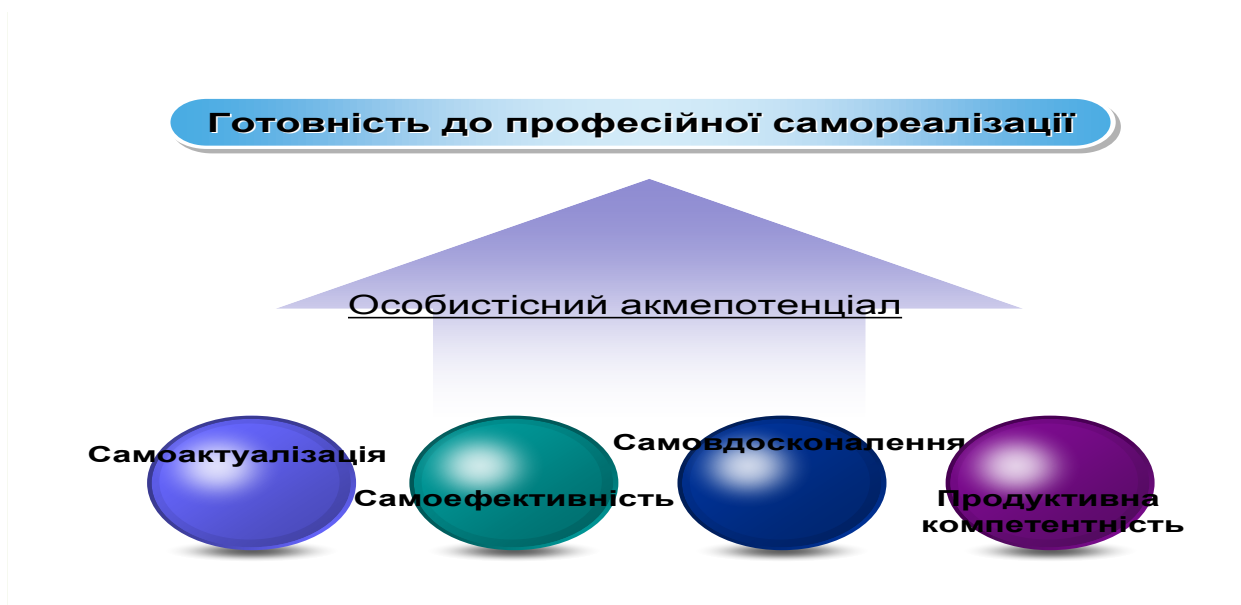 Готовність до професійної самореалізації
Особистісний акмепотенціал
Самоактуалізація
Самоефективність
Самовдосконалення
Продуктивна
компетентність